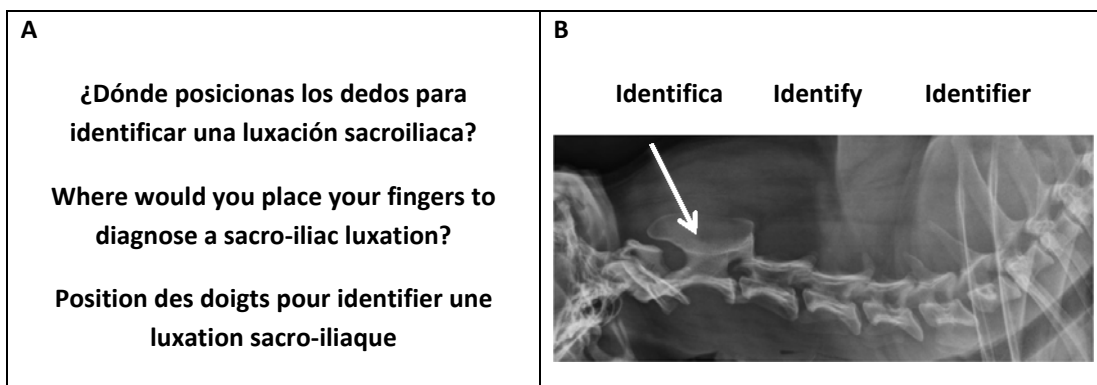 A
¿Dónde posicionas los dedos para
identificar una luxación sacroiliaca?
Where would you place your fingers to
diagnose a sacro-iliac luxation?
Position des doigts pour identifier une
luxation sacro-iliaque
B
Identifica Identify Identifier